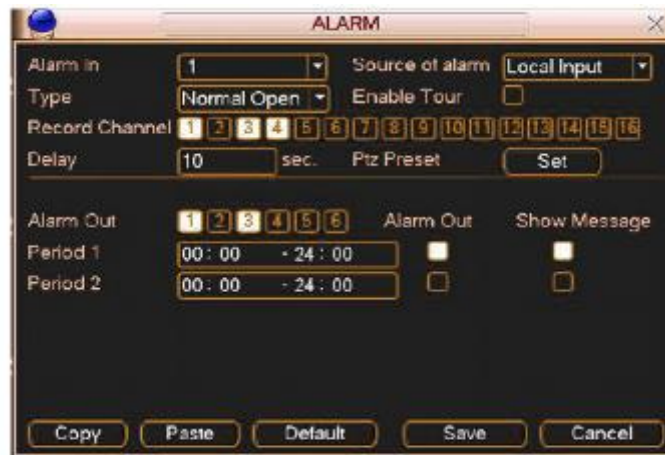 ALARM
Alarm In 1 Source of alarm Local Input
Type Normal Open Enable Tour
Record Channel 1 2 3 4 5 6 7 8 9 10 11 12 13 14 15 16
Delay 10 sec. Ptz Preset Set
Alarm Out 1 2 3 4 5 6 Alarm Out Show Message
Period 1 00: 00 - 24: 00
Period 2 00: 00 - 24: 00
Copy Paste Default Save Cancel